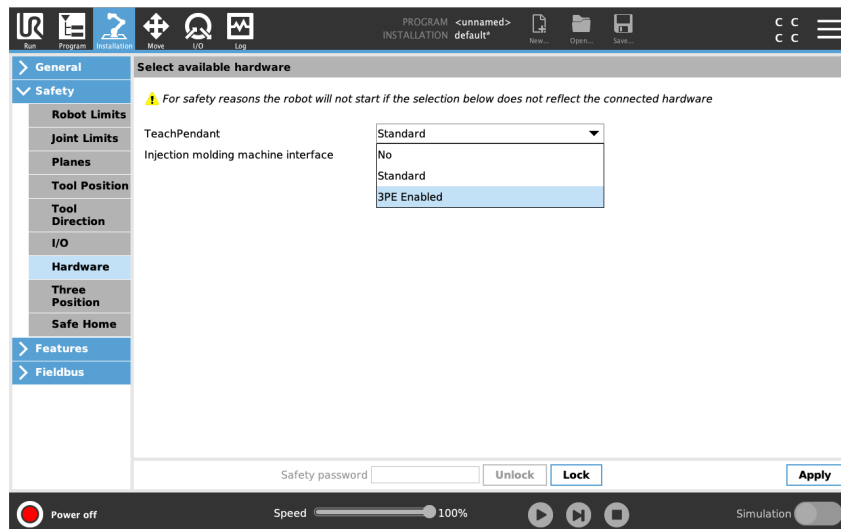 UR
PROGRAM <unnamed>
INSTALLATION default*
Run Program Installation Move I/O Log New... Open... Save...
C C
C C
General
Select available hardware
Safety
For safety reasons the robot will not start if the selection below does not reflect the connected hardware
Robot Limits
TeachPendant Standard
Joint Limits
Injection molding machine interface No
Planes
Standard
Tool Position
3PE Enabled
Tool
Direction
I/O
Hardware
Three
Position
Safe Home
Features
Fieldbus
Safety password Unlock Lock Apply
Power off Speed 100% Simulation